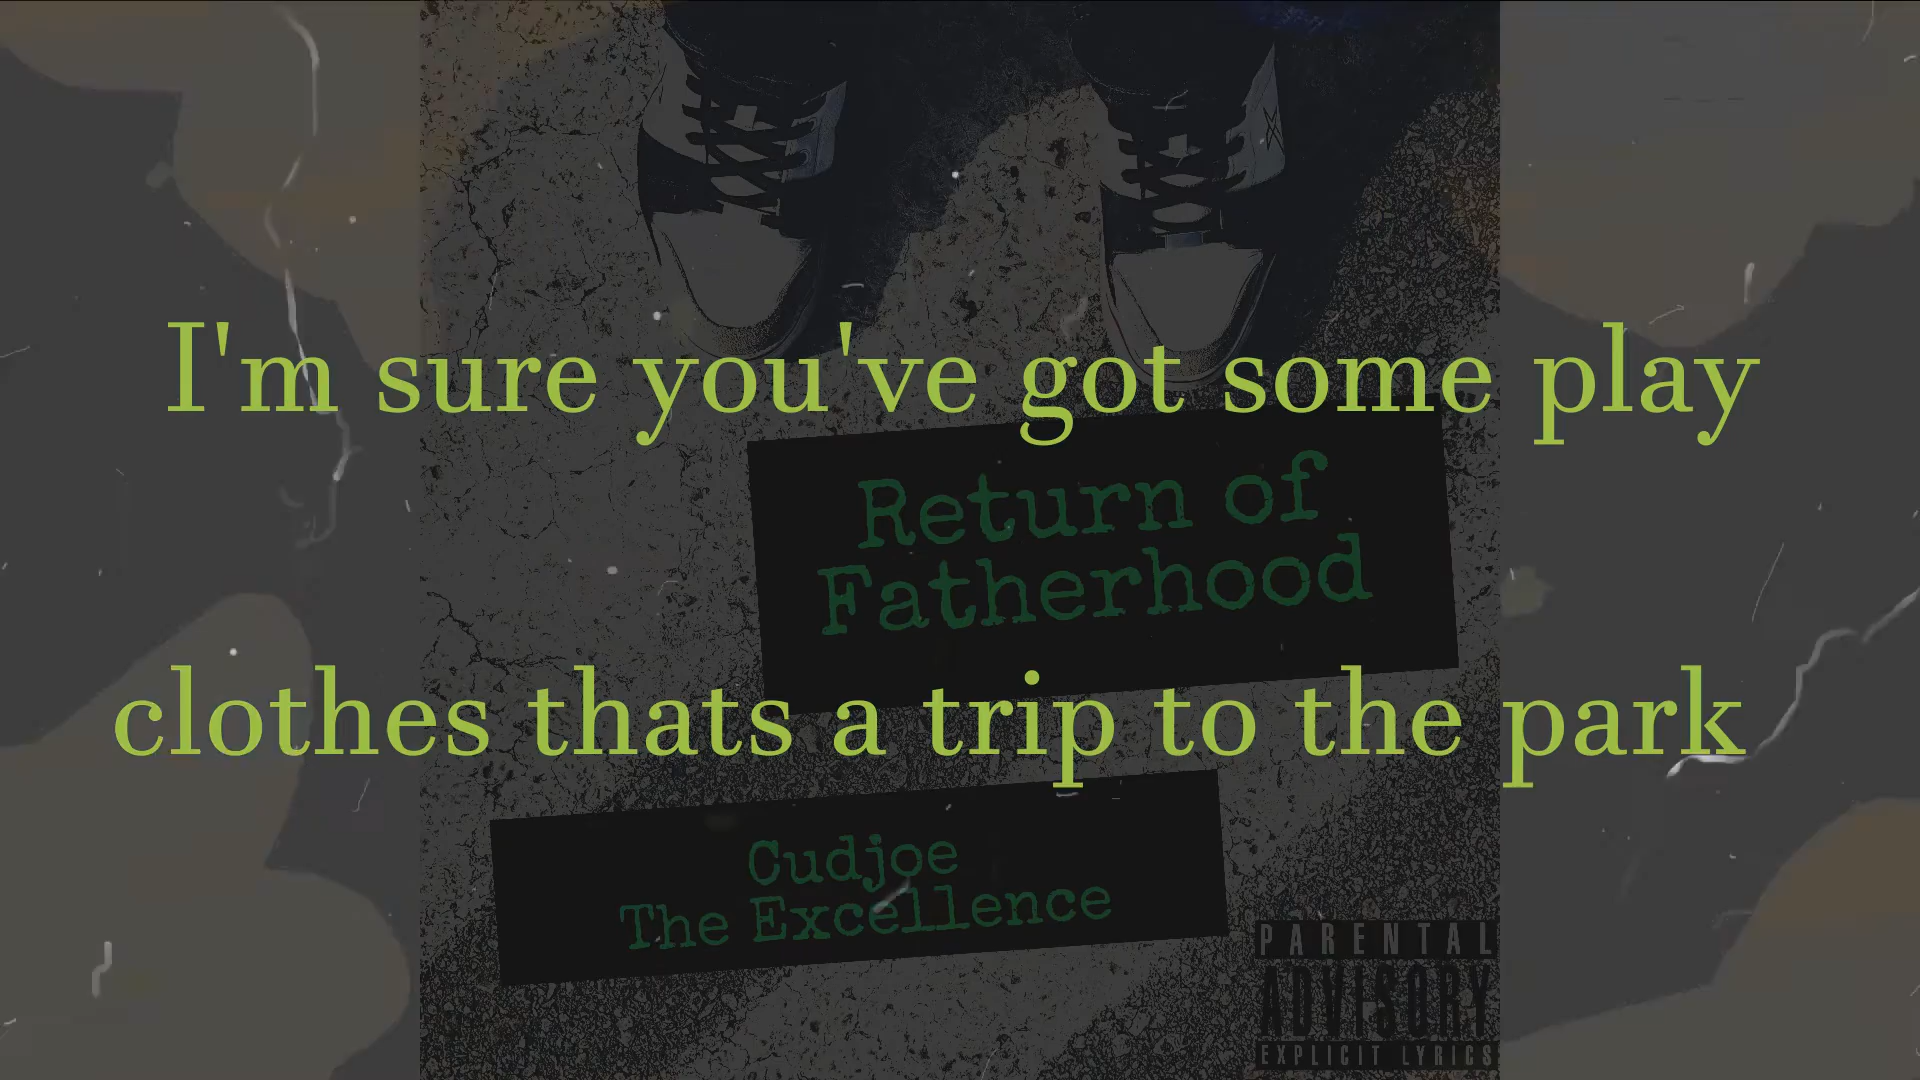 I'm sure you've got some play
Return of
Fatherhood
clothes thats a trip to the park
Cudjoe
The Excellence
PARENTAL
ADVISORY
EXPLICIT LYRICS